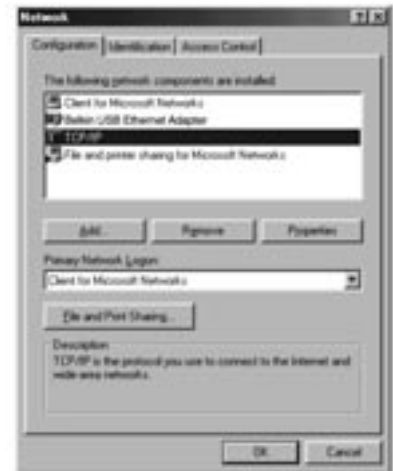 Network
Configuration Identification Access Control
The following network components are installed:
Client for Microsoft Networks
Belkin USB Ethernet Adapter
TCP/IP
File and printer sharing for Microsoft Networks
Add... Remove Properties
Primary Network Logon:
Client for Microsoft Networks
File and Print Sharing...
Description
TCP/IP is the protocol you use to connect to the Internet and
wide-area networks.
OK Cancel